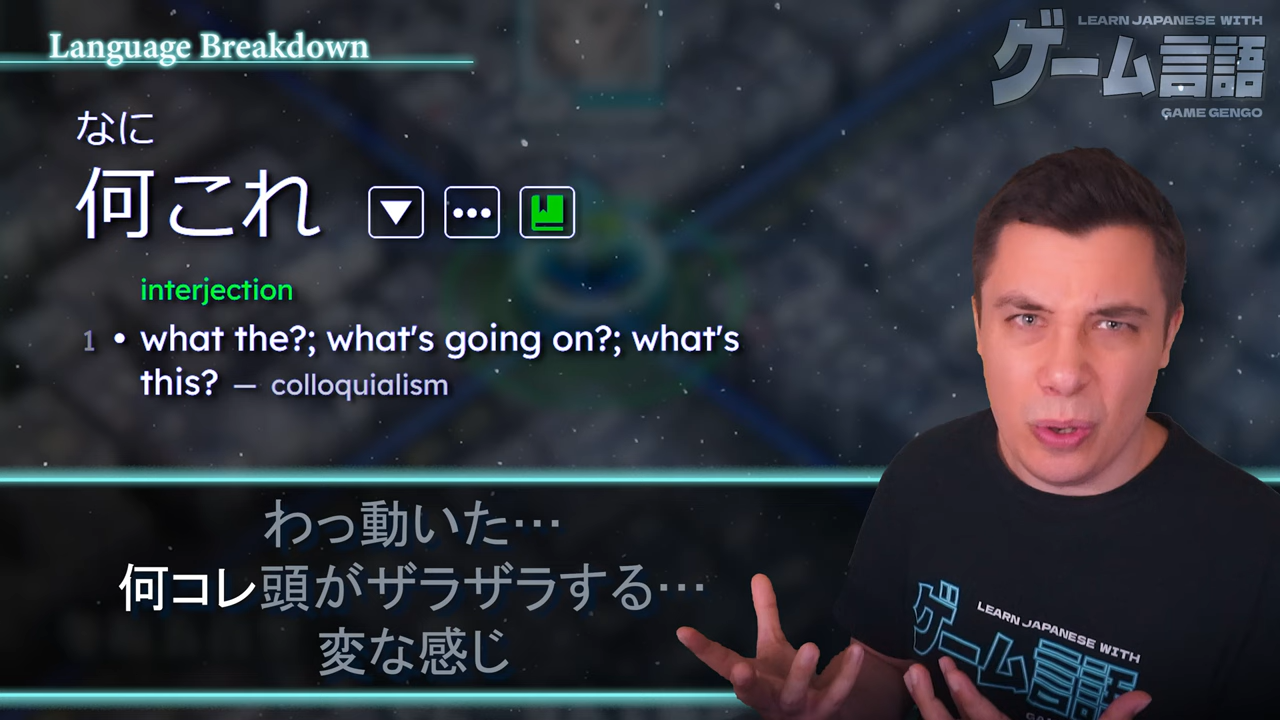 Language Breakdown
LEARN JAPANESE WITH
ゲーム言語
GAME GENGO
なに
何これ
interjection
1 • what the?; what's going on?; what's
this? — colloquialism
わっ動いた…
何コレ頭がザラザラする…
変な感じ
LEARN JAPANESE WITH
ゲーム言語